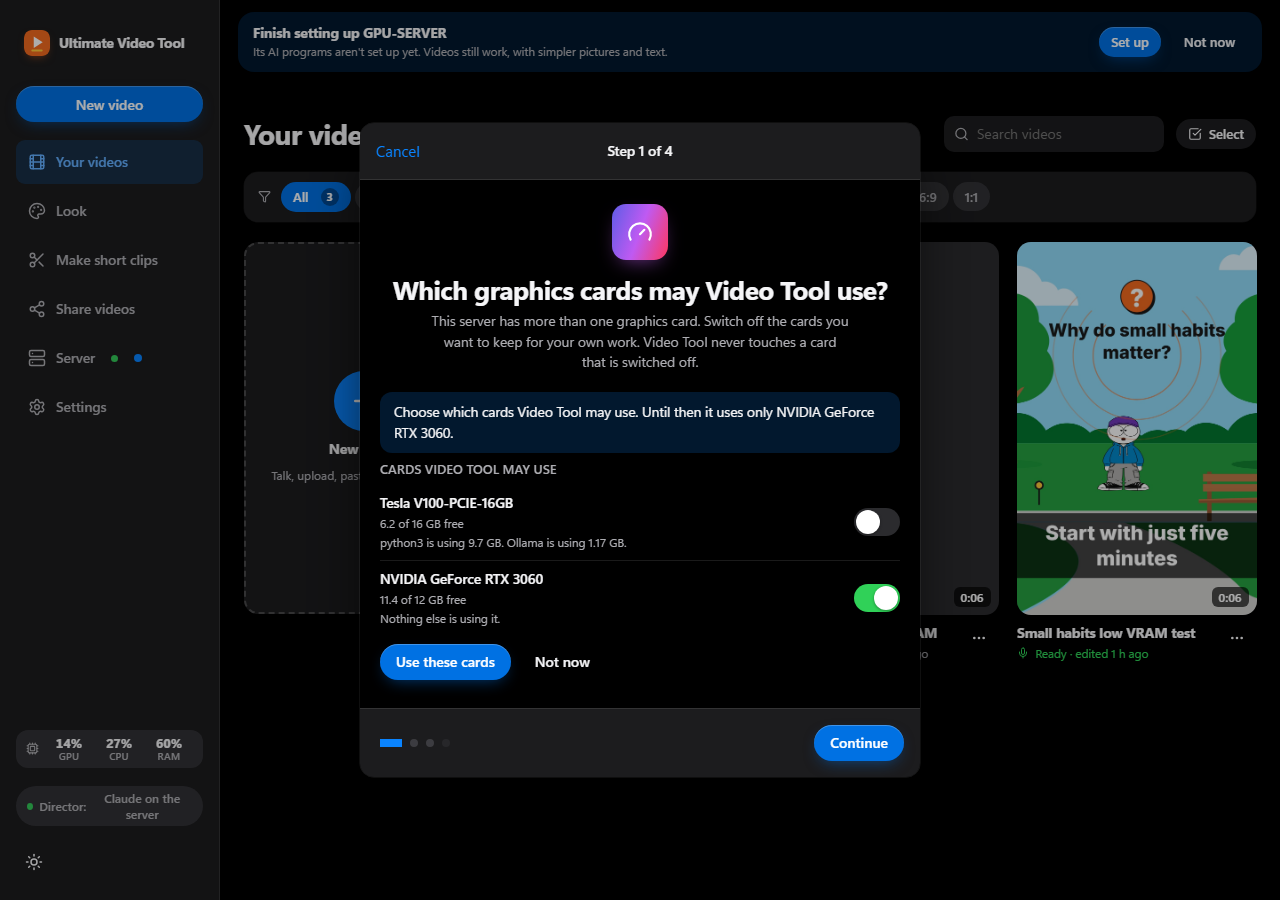 Ultimate Video Tool
New video
Your videos
Look
Make short clips
Share videos
Server
Settings
14%
GPU
27%
CPU
60%
RAM
Director:
Claude on the
server
Finish setting up GPU-SERVER
Its AI programs aren't set up yet. Videos still work, with simpler pictures and text.
Set up
Not now
Search videos
Select
All 3
1:1
Cancel
Step 1 of 4
Which graphics cards may Video Tool use?
This server has more than one graphics card. Switch off the cards you
want to keep for your own work. Video Tool never touches a card
that is switched off.
Choose which cards Video Tool may use. Until then it uses only NVIDIA GeForce
RTX 3060.
CARDS VIDEO TOOL MAY USE
Tesla V100-PCIE-16GB
6.2 of 16 GB free
python3 is using 9.7 GB. Ollama is using 1.17 GB.
NVIDIA GeForce RTX 3060
11.4 of 12 GB free
Nothing else is using it.
Use these cards
Not now
Continue
New
Talk, upload,
0:06
?
Why do small habits
matter?
Start with just five
minutes
0:06
Small habits low VRAM test
...
Ready · edited 1 h ago